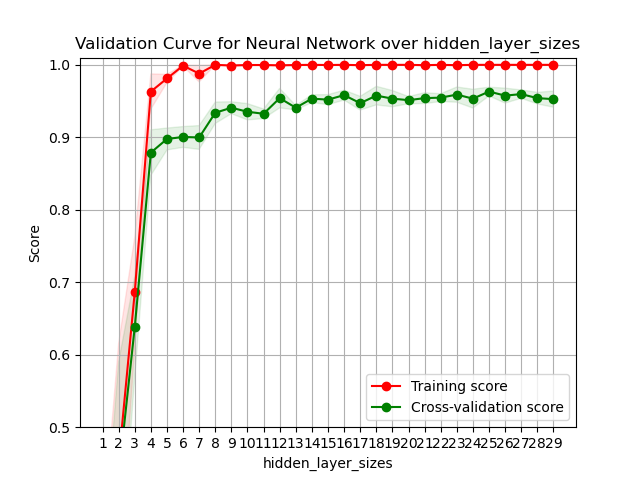 Validation Curve for Neural Network over hidden_layer_sizes
1.0
0.9
0.8
0.7
0.6
0.5
Score
1 2 3 4 5 6 7 8 9 10 11 12 13 14 15 16 17 18 19 20 21 22 23 24 25 26 27 28 29
hidden_layer_sizes
Training score
Cross-validation score